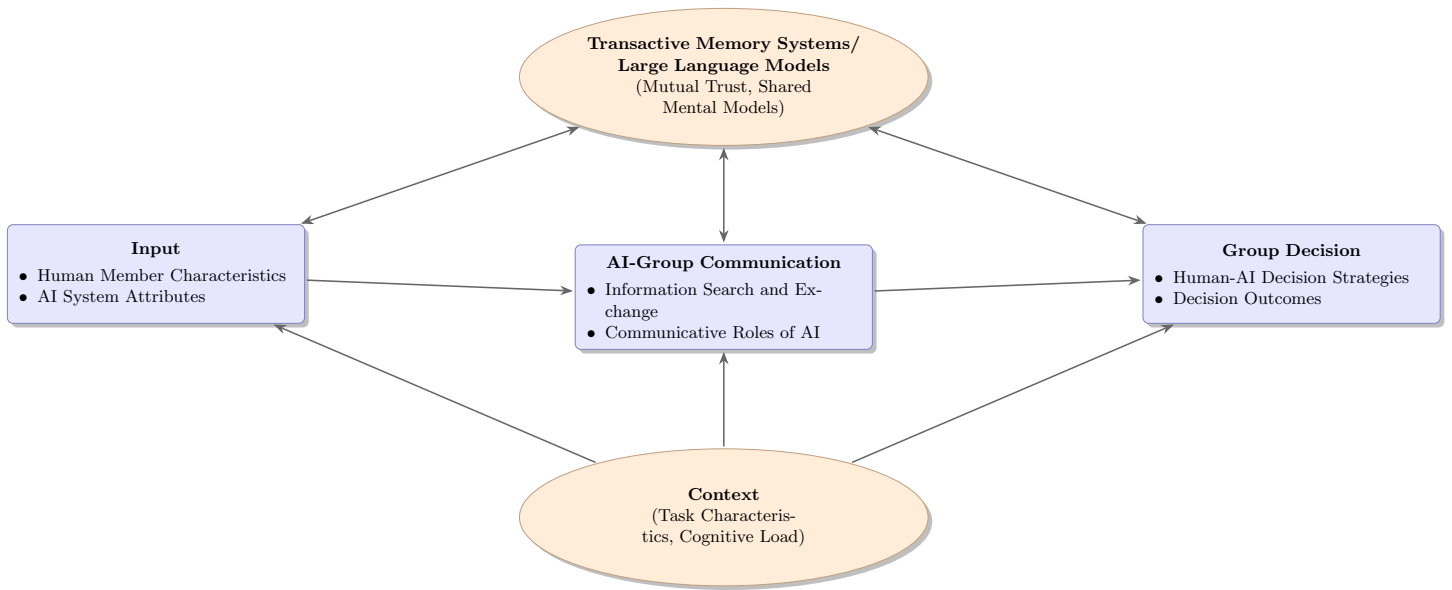 Transactive Memory Systems/
Large Language Models
(Mutual Trust, Shared
Mental Models)
Input
• Human Member Characteristics
• AI System Attributes
AI-Group Communication
• Information Search and Ex-
change
• Communicative Roles of AI
Group Decision
• Human-AI Decision Strategies
• Decision Outcomes
Context
(Task Characteris-
tics, Cognitive Load)